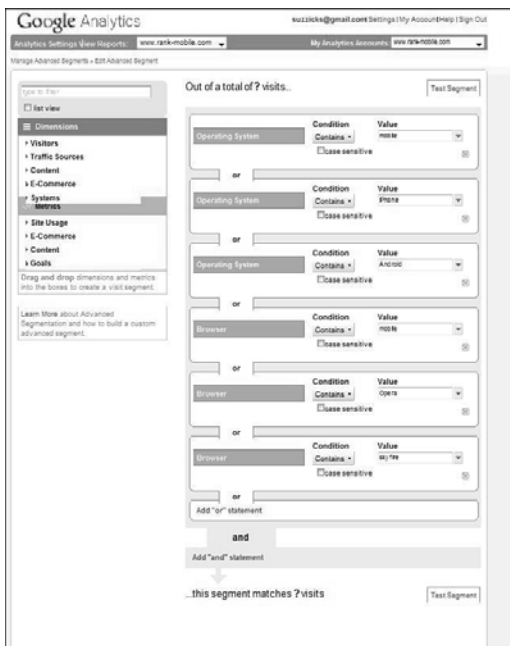 Google Analytics
suzzicks@gmail.com Settings | My Account Help | Sign Out
Analytics Settings View Reports: www.rank-mobile.com My Analytics Accounts: www.rank-mobile.com
Manage Advanced Segments » Edit Advanced Segment
Out of a total of ? visits...
Test Segment
type to filter
list view
Dimensions
Visitors
Traffic Sources
Content
E-Commerce
Systems
Metrics
Site Usage
E-Commerce
Content
Goals
Drag and drop dimensions and metrics
into the boxes to create a visit segment.
Learn More about Advanced
Segmentation and how to build a custom
advanced segment.
Condition Value
Operating System Contains mobile
case sensitive
or
Condition Value
Operating System Contains iPhone
case sensitive
or
Condition Value
Operating System Contains Android
case sensitive
or
Condition Value
Browser Contains mobile
case sensitive
or
Condition Value
Browser Contains Opera
case sensitive
or
Condition Value
Browser Contains skyfire
case sensitive
or
Add "or" statement
and
Add "and" statement
...this segment matches ? visits
Test Segment